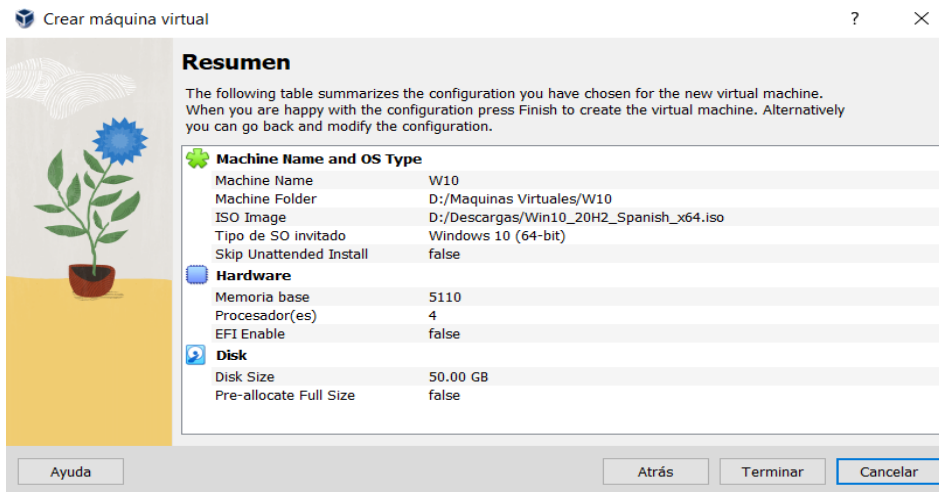 Crear máquina virtual ?
Resumen
The following table summarizes the configuration you have chosen for the new virtual machine.
When you are happy with the configuration press Finish to create the virtual machine. Alternatively
you can go back and modify the configuration.
Machine Name and OS Type
Machine Name W10
Machine Folder D:/Maquinas Virtuales/W10
ISO Image D:/Descargas/Win10_20H2_Spanish_x64.iso
Tipo de SO invitado Windows 10 (64-bit)
Skip Unattended Install false
Hardware
Memoria base 5110
Procesador(es) 4
EFI Enable false
Disk
Disk Size 50.00 GB
Pre-allocate Full Size false
Ayuda Atrás Terminar Cancelar